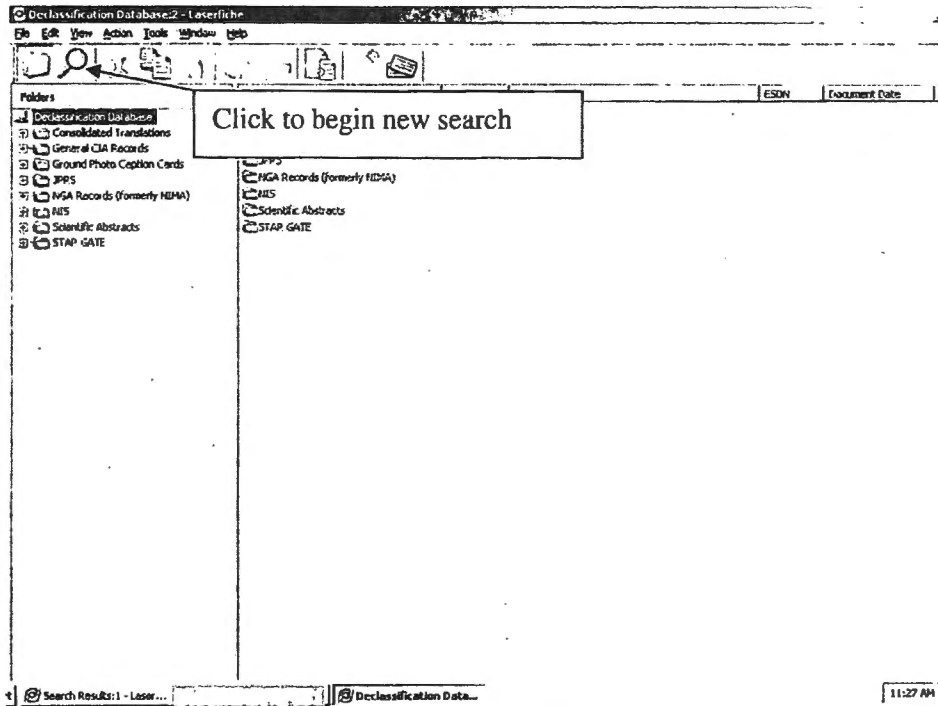 Declassification Database:2 - Laserfiche
File Edit View Action Tools Window Help
Folders
ESDN Document Date
Click to begin new search
Declassification Database
Consolidated Translations
General CIA Records
Ground Photo Caption Cards
JPRS
NGA Records (formerly NIMA)
NIS
Scientific Abstracts
STAR GATE
JPRS
NGA Records (formerly NIMA)
NIS
Scientific Abstracts
STAR GATE
Search Results:1 - Laser...
Declassification Data...
11:27 AM